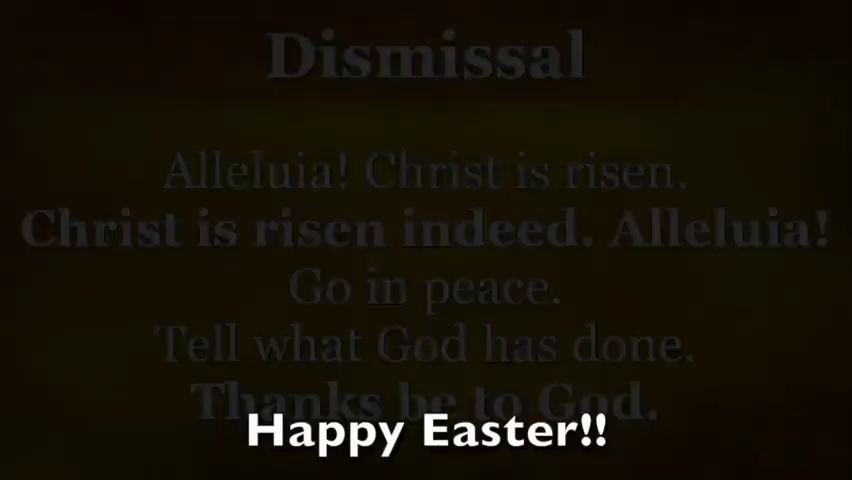 Dismissal
Alleluia! Christ is risen.
Christ is risen indeed. Alleluia!
Go in peace.
Tell what God has done.
Thanks be to God.
Happy Easter!!